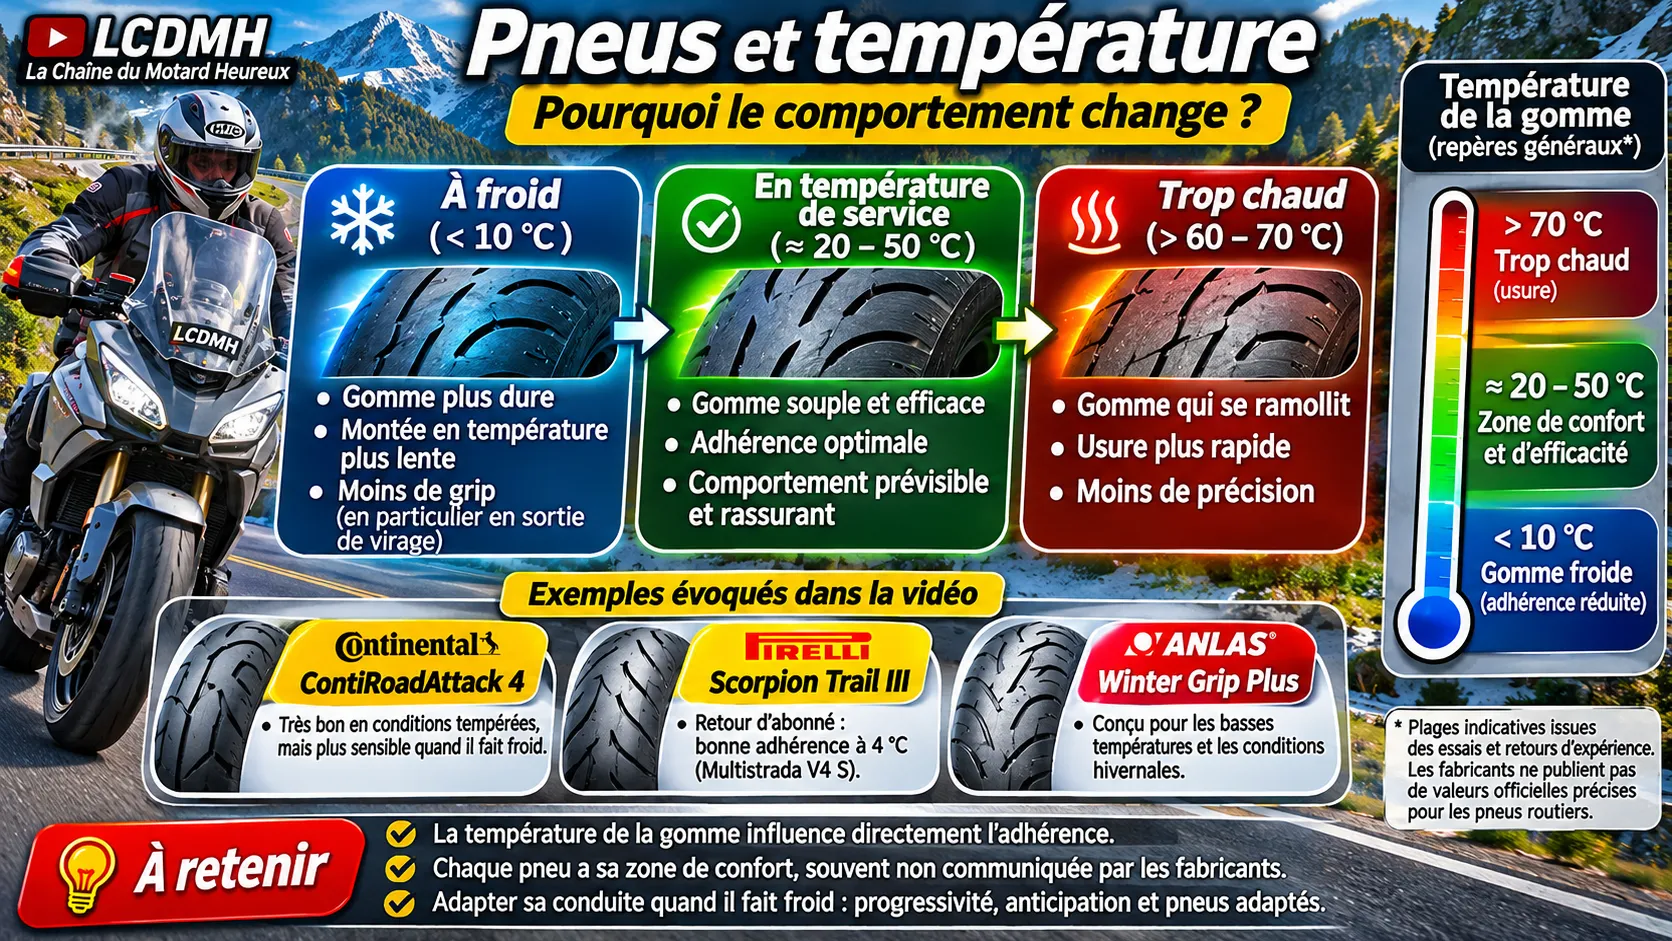 LCDMH
La Chaîne du Motard Heureux
Pneus et température
Pourquoi le comportement change ?
HJC
LCDMH
À froid
(< 10 °C)
• Gomme plus dure
• Montée en température
plus lente
• Moins de grip
(en particulier en sortie
de virage)
En température
de service
(≈ 20 – 50 °C)
• Gomme souple et efficace
• Adhérence optimale
• Comportement prévisible
et rassurant
Trop chaud
(> 60 – 70 °C)
• Gomme qui se ramollit
• Usure plus rapide
• Moins de précision
Température
de la gomme
(repères généraux*)
> 70 °C
Trop chaud
(usure)
≈ 20 – 50 °C
Zone de confort
et d'efficacité
< 10 °C
Gomme froide
(adhérence réduite)
* Plages indicatives issues
des essais et retours d'expérience.
Les fabricants ne publient pas
de valeurs officielles précises
pour les pneus routiers.
Exemples évoqués dans la vidéo
Continental
ContiRoadAttack 4
• Très bon en conditions tempérées,
mais plus sensible quand il fait froid.
PIRELLI
Scorpion Trail III
• Retour d'abonné :
bonne adhérence à 4 °C
(Multistrada V4 S).
ANLAS®
Winter Grip Plus
• Conçu pour les basses
températures et les conditions
hivernales.
À retenir
La température de la gomme influence directement l'adhérence.
Chaque pneu a sa zone de confort, souvent non communiquée par les fabricants.
Adapter sa conduite quand il fait froid : progressivité, anticipation et pneus adaptés.